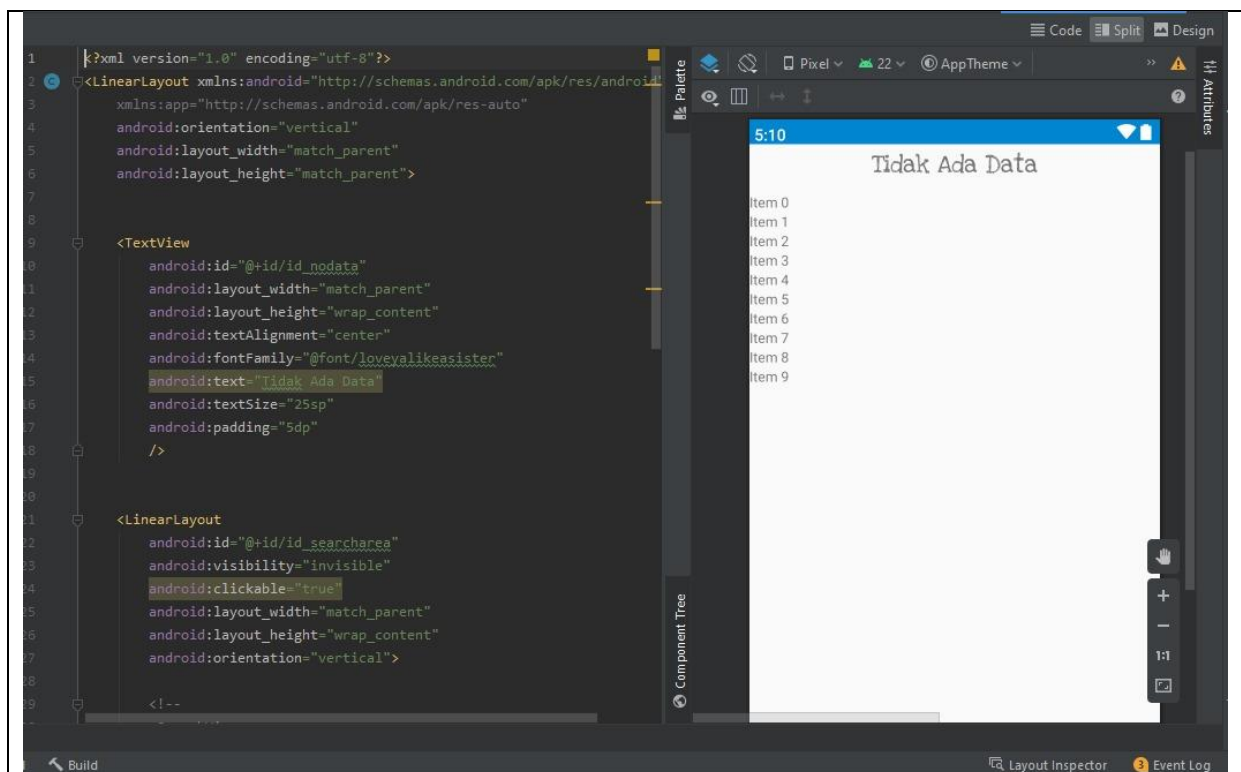 Code Split Design
1 <?xml version="1.0" encoding="utf-8"?>
2 <LinearLayout xmlns:android="http://schemas.android.com/apk/res/android"
3 xmlns:app="http://schemas.android.com/apk/res-auto"
4 android:orientation="vertical"
5 android:layout_width="match_parent"
6 android:layout_height="match_parent">
7
8
9 <TextView
10 android:id="@+id/id_nodata"
11 android:layout_width="match_parent"
12 android:layout_height="wrap_content"
13 android:textAlignment="center"
14 android:fontFamily="@font/loveyalikeasister"
15 android:text="Tidak Ada Data"
16 android:textSize="25sp"
17 android:padding="5dp"
18 />
19
20
21 <LinearLayout
22 android:id="@+id/id_searcharea"
23 android:visibility="invisible"
24 android:clickable="true"
25 android:layout_width="match_parent"
26 android:layout_height="wrap_content"
27 android:orientation="vertical">
28
29 <!--
Palette
Component Tree
Pixel 22 AppTheme
Attributes
5:10
Tidak Ada Data
Item 0
Item 1
Item 2
Item 3
Item 4
Item 5
Item 6
Item 7
Item 8
Item 9
1:1
Build
Layout Inspector 3 Event Log